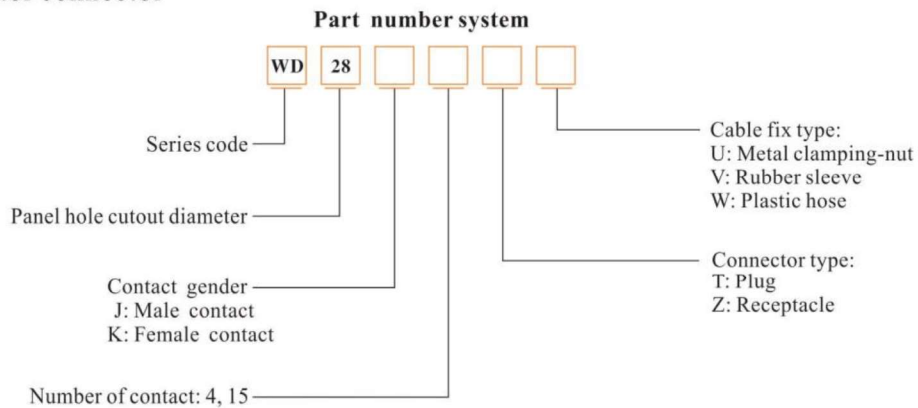 Part number system
WD 28
Series code
Panel hole cutout diameter
Contact gender
J: Male contact
K: Female contact
Number of contact: 4, 15
Cable fix type:
U: Metal clamping-nut
V: Rubber sleeve
W: Plastic hose
Connector type:
T: Plug
Z: Receptacle